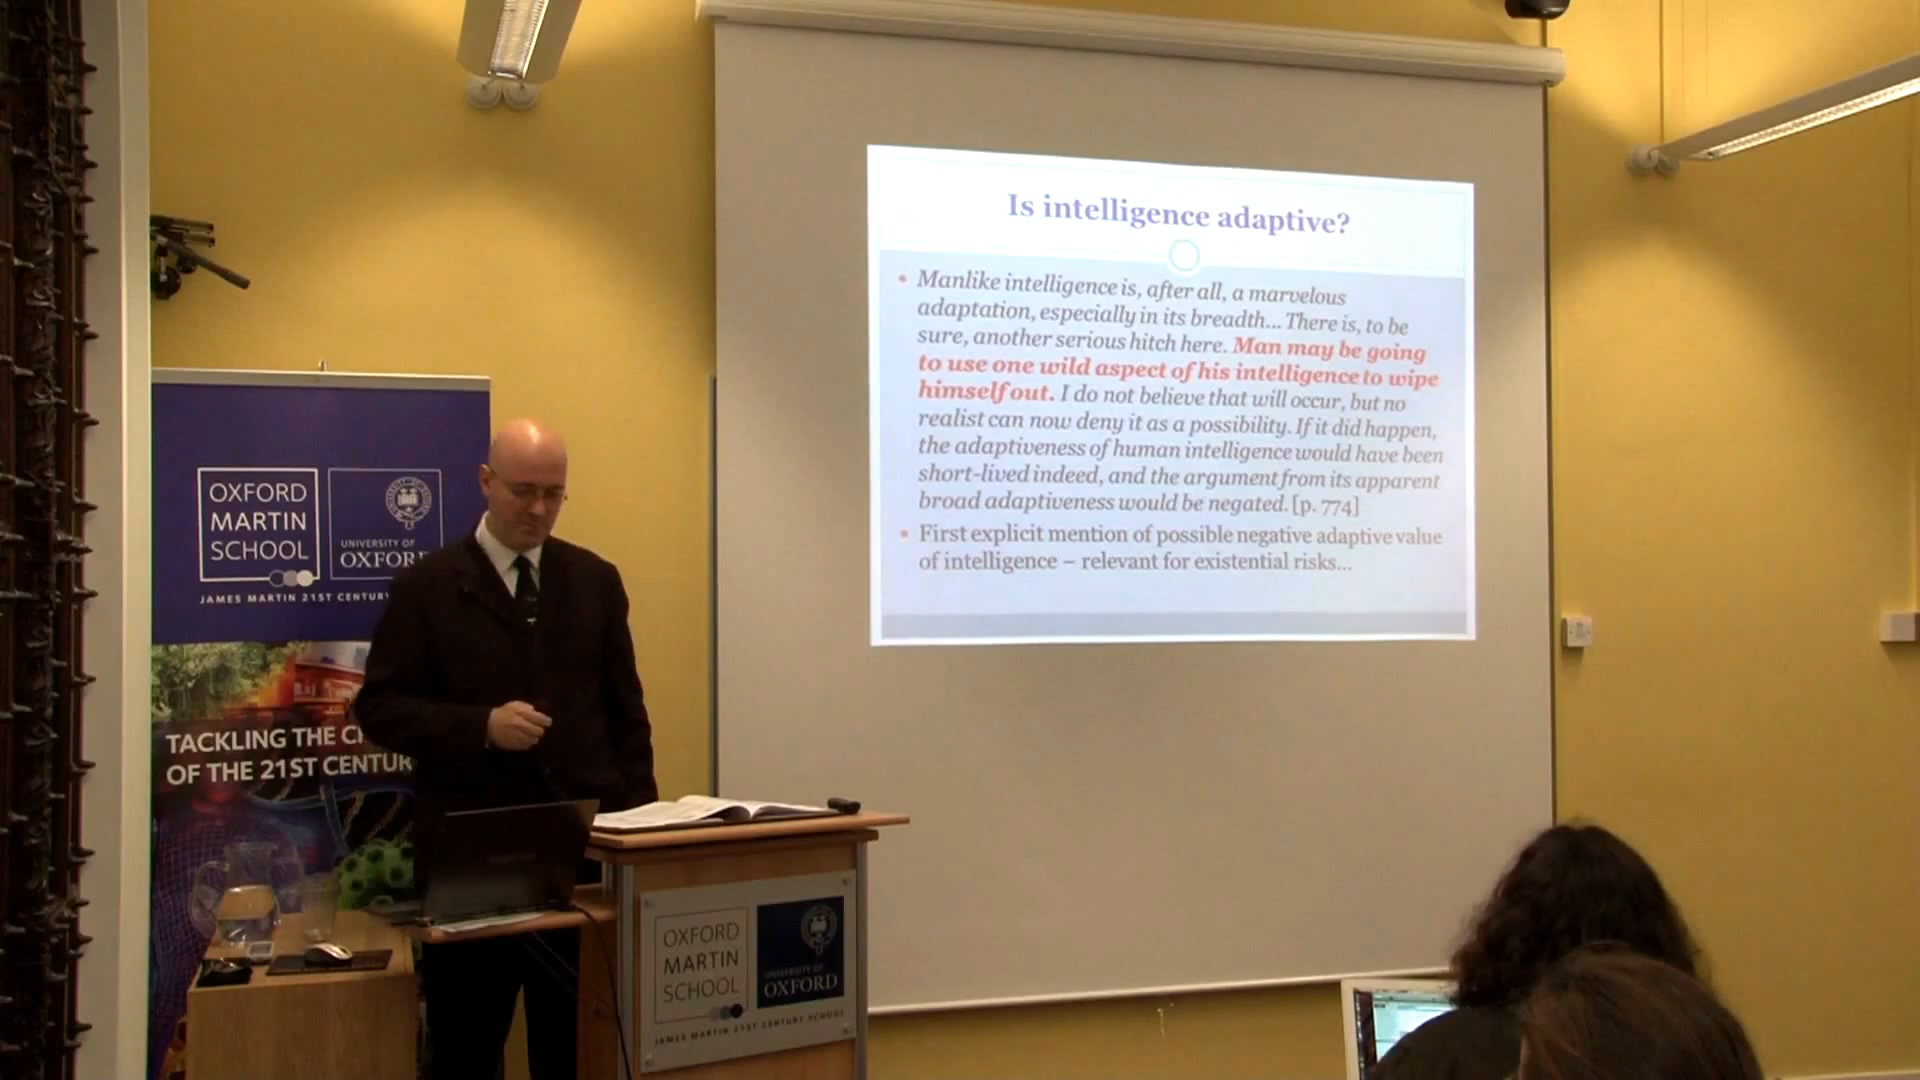 Is intelligence adaptive?
Manlike intelligence is, after all, a marvelous
adaptation, especially in its breadth... There is, to be
sure, another serious hitch here. Man may be going
to use one wild aspect of his intelligence to wipe
himself out. I do not believe that will occur, but no
realist can now deny it as a possibility. If it did happen,
the adaptiveness of human intelligence would have been
short-lived indeed, and the argument from its apparent
broad adaptiveness would be negated. [p. 774]
First explicit mention of possible negative adaptive value
of intelligence – relevant for existential risks...
OXFORD
MARTIN
SCHOOL
UNIVERSITY OF
OXFORD
JAMES MARTIN 21ST CENTURY
TACKLING THE
OF THE 21ST CENTUR
OXFORD
MARTIN
SCHOOL
UNIVERSITY OF
OXFORD
JAMES MARTIN 21ST CENTURY SCHOOL